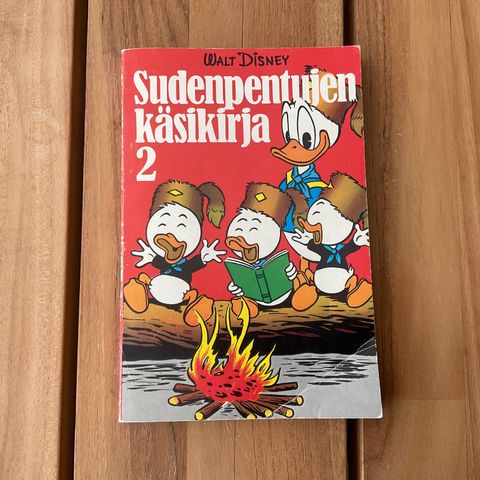 WALT DISNEY
Sudenpentujen
käsikirja
2